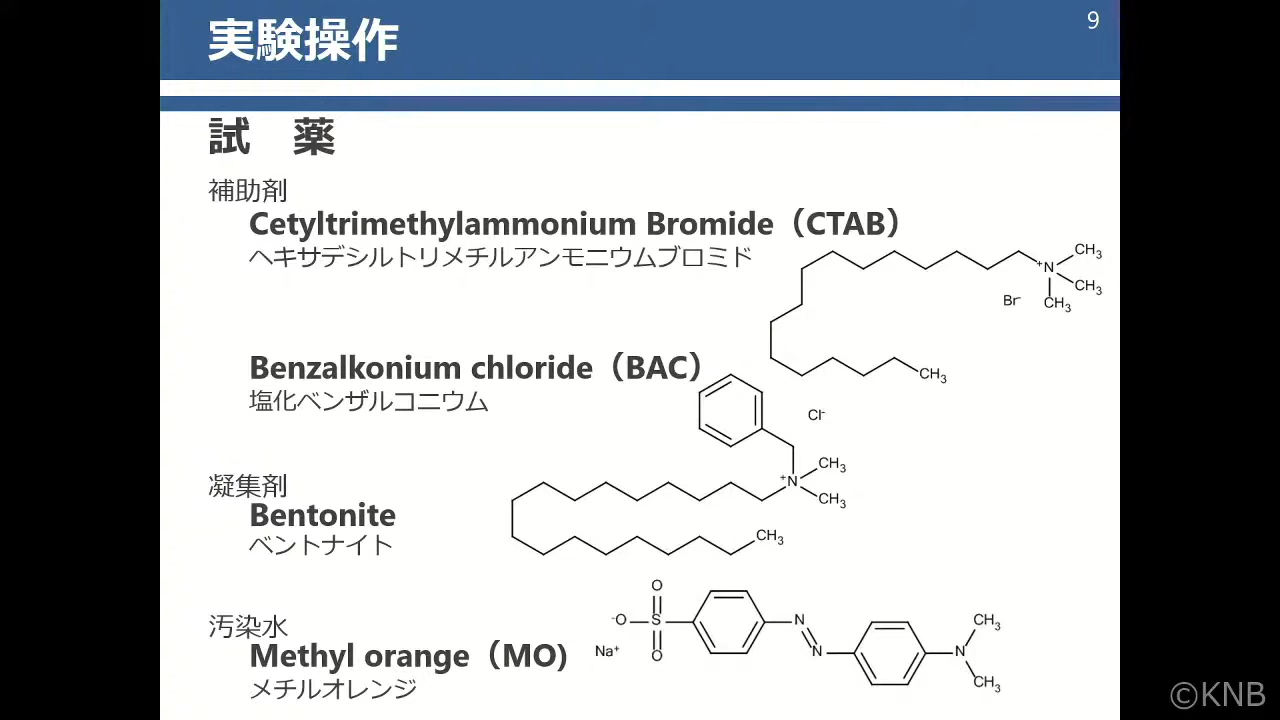 実験操作
9
試　薬
補助剤
Cetyltrimethylammonium Bromide（CTAB）
ヘキサデシルトリメチルアンモニウムブロミド
CH3
+N
CH3
Br-
CH3
CH3
Benzalkonium chloride（BAC）
塩化ベンザルコニウム
Cl-
CH3
+N
CH3
CH3
凝集剤
Bentonite
ベントナイト
汚染水
Methyl orange（MO)
メチルオレンジ
O
-O
S
O
Na+
N
N
N
CH3
CH3
©KNB